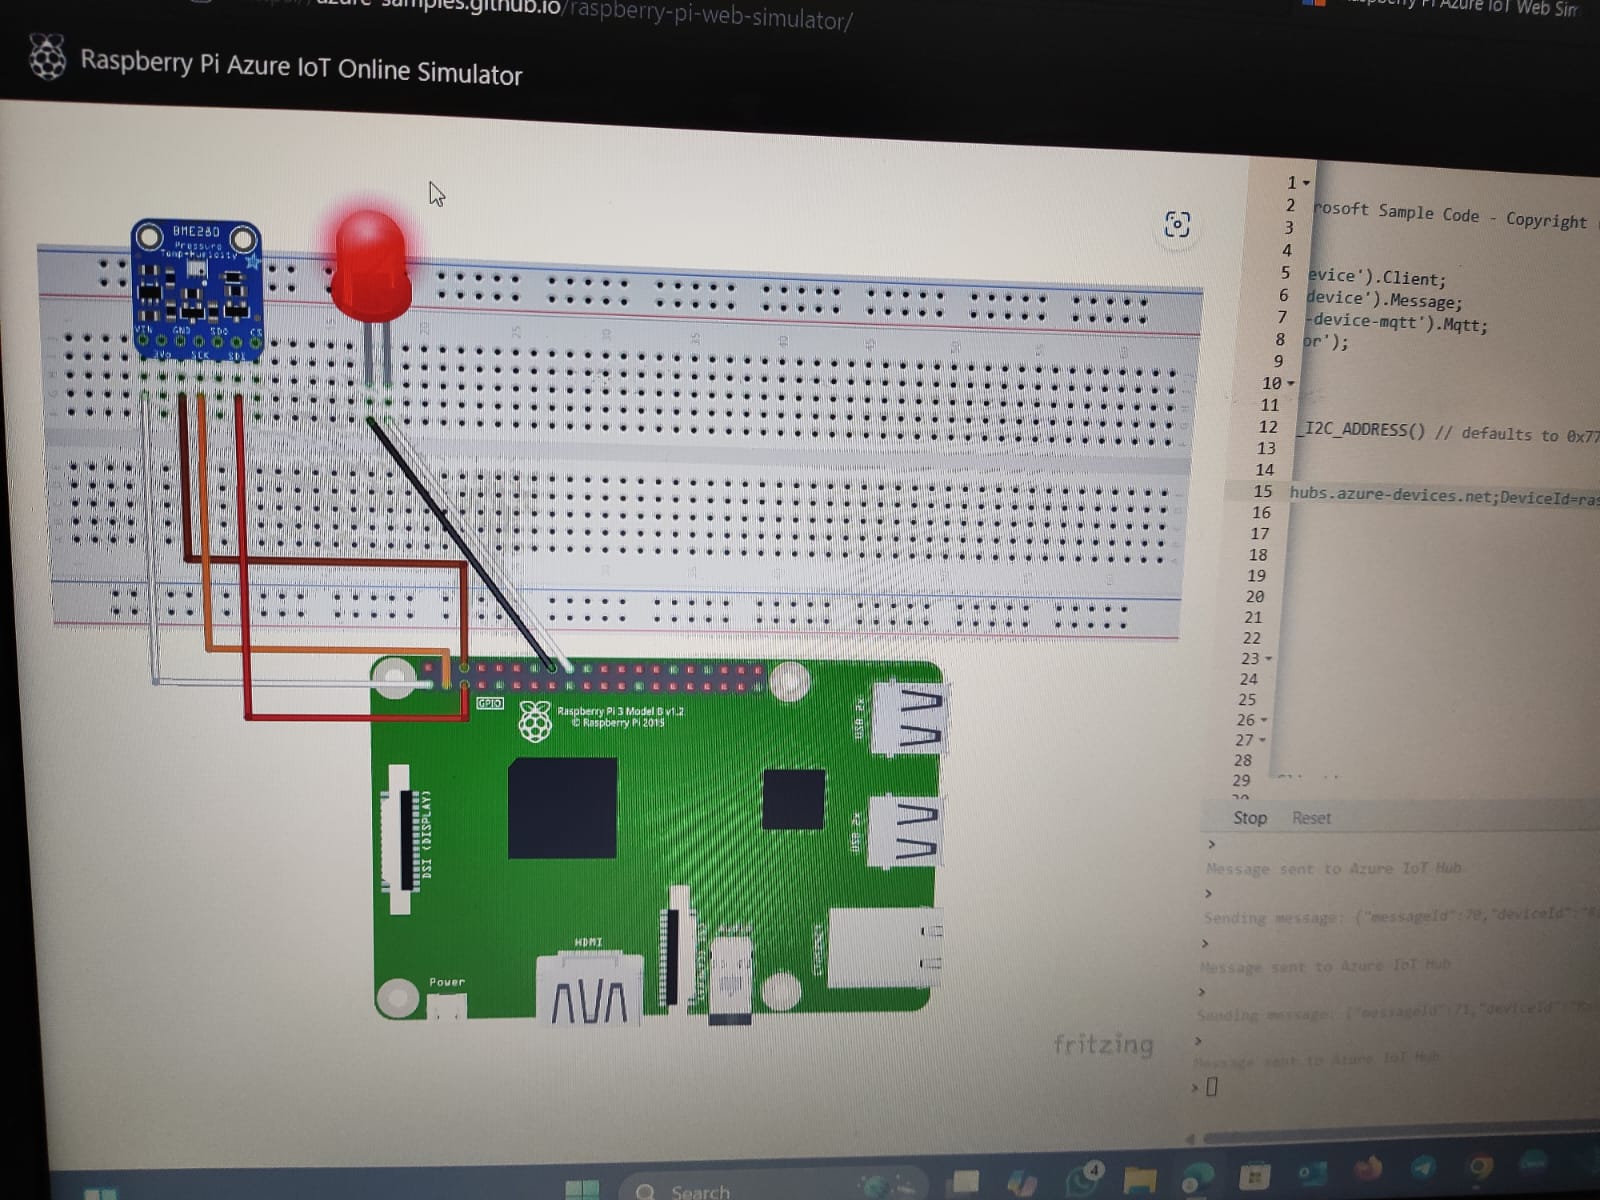 azure-samples.github.io/raspberry-pi-web-simulator/
Raspberry Pi Azure IoT Web Sim
Raspberry Pi Azure IoT Online Simulator
BME280
Pressure
Temp+Humidity
VIN GND SDO CS
3Vo SCK SDI
GPIO
Raspberry Pi 3 Model B v1.2
© Raspberry Pi 2015
DSI (DISPLAY)
USB 2x
USB 2x
HDMI
Power
fritzing
1
2 rosoft Sample Code - Copyright
3
4
5 evice').Client;
6 device').Message;
7 -device-mqtt').Mqtt;
8 or');
9
10
11
12 _I2C_ADDRESS() // defaults to 0x77
13
14
15 hubs.azure-devices.net;DeviceId=ras
16
17
18
19
20
21
22
23
24
25
26
27
28
29
Stop Reset
>
Message sent to Azure IoT Hub
>
Sending message: {"messageId":70,"deviceId":"
>
Message sent to Azure IoT Hub
>
Sending message: {"messageId":71,"deviceId":"
>
Message sent to Azure IoT Hub
>
Search
4